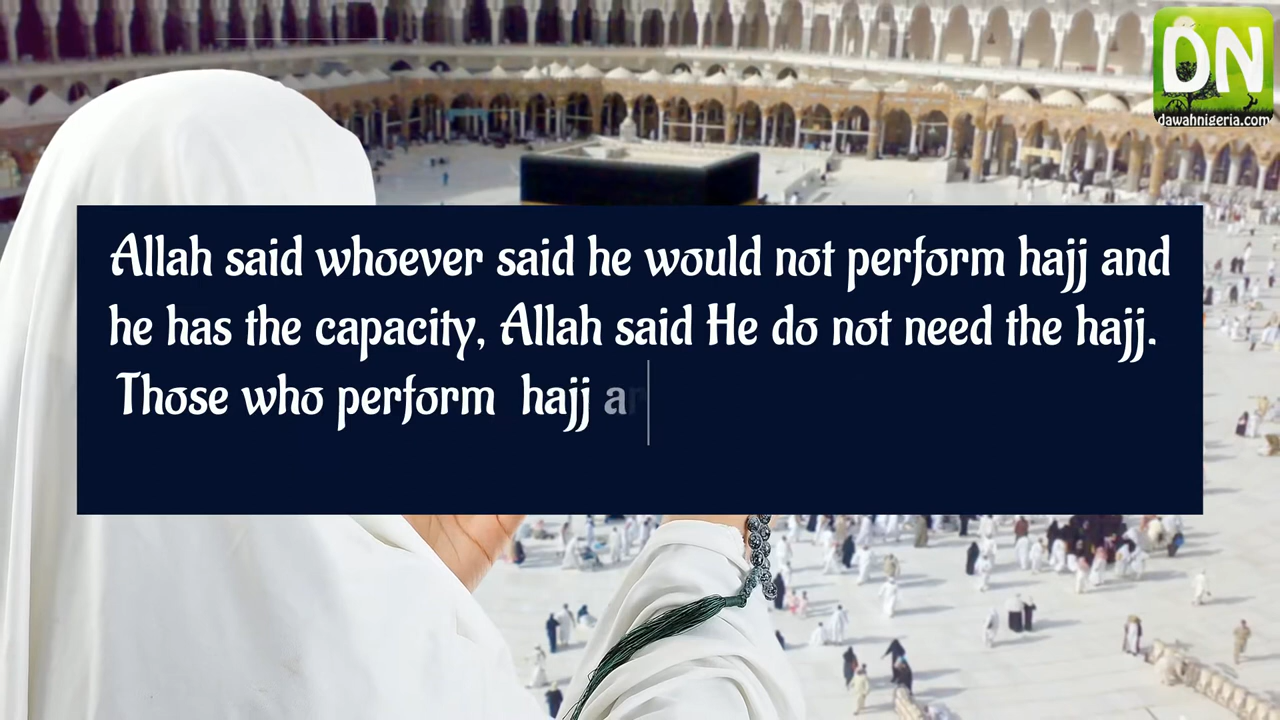 DN
dawahnigeria.com
Allah said whoever said he would not perform hajj and
he has the capacity, Allah said He do not need the hajj.
Those who perform hajj a